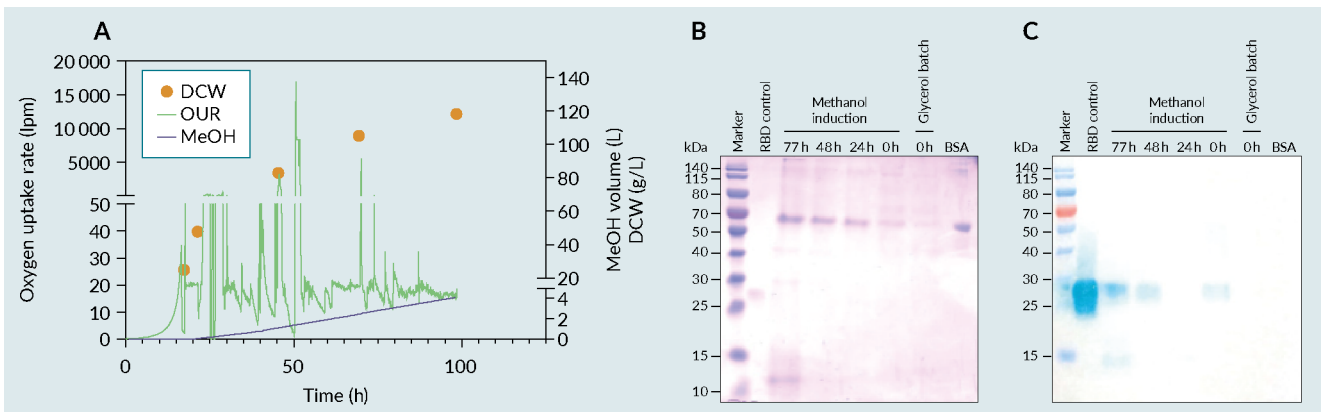 A
Oxygen uptake rate (lpm)
20 000
15 000
10 000
5000
50
40
30
20
10
0
DCW
OUR
MeOH
140
120
100
80
60
40
20
4
2
0
MeOH volume (L)
DCW (g/L)
0
50
100
Time (h)
B
Marker
RBD control
Methanol
induction
Glycerol batch
kDa
77 h
48 h
24 h
0 h
0 h
BSA
140
115
80
70
50
40
30
25
15
10
C
Marker
RBD control
Methanol
induction
Glycerol batch
kDa
77 h
48 h
24 h
0 h
0 h
BSA
140
115
80
70
50
40
30
25
15